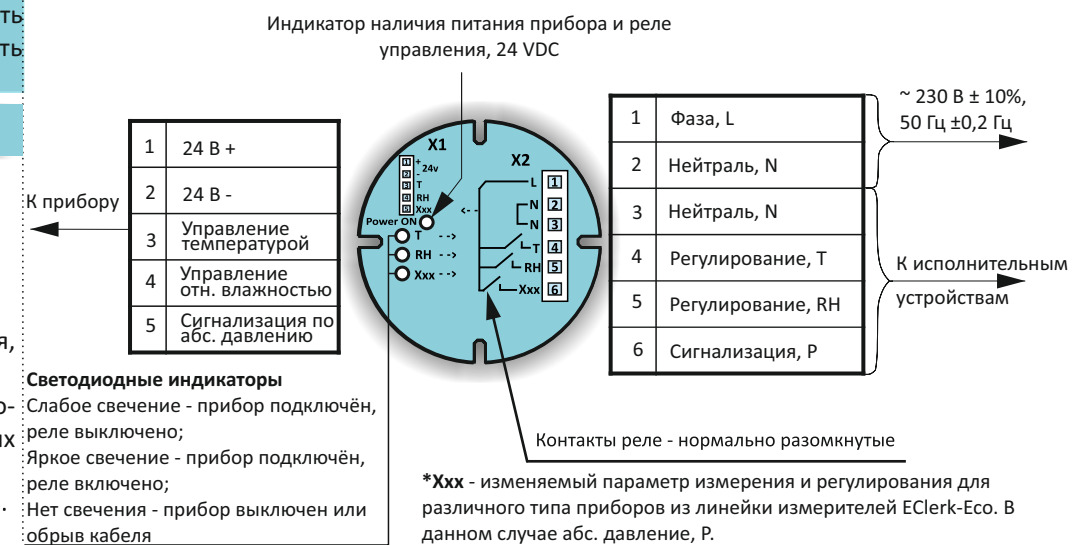 ть
ть
Индикатор наличия питания прибора и реле
управления, 24 VDC
К прибору
1 24 В +
2 24 В -
3 Управление
температурой
4 Управление
отн. влажностью
5 Сигнализация по
абс. давлению
X1
1 +
24v
2 -
3 T
4 RH
5 Xxx
Power ON
<--
T -->
RH -->
Xxx -->
X2
L 1
N 2
N 3
T 4
RH 5
Xxx 6
1 Фаза, L
2 Нейтраль, N
3 Нейтраль, N
4 Регулирование, T
5 Регулирование, RH
6 Сигнализация, P
~ 230 В ± 10%,
50 Гц ±0,2 Гц
К исполнительным
устройствам
я,
о-
ых
.
Светодиодные индикаторы
Слабое свечение - прибор подключён,
реле выключено;
Яркое свечение - прибор подключён,
реле включено;
Нет свечения - прибор выключен или
обрыв кабеля
Контакты реле - нормально разомкнутые
*Xxx - изменяемый параметр измерения и регулирования для
различного типа приборов из линейки измерителей EClerk-Eco. В
данном случае абс. давление, P.